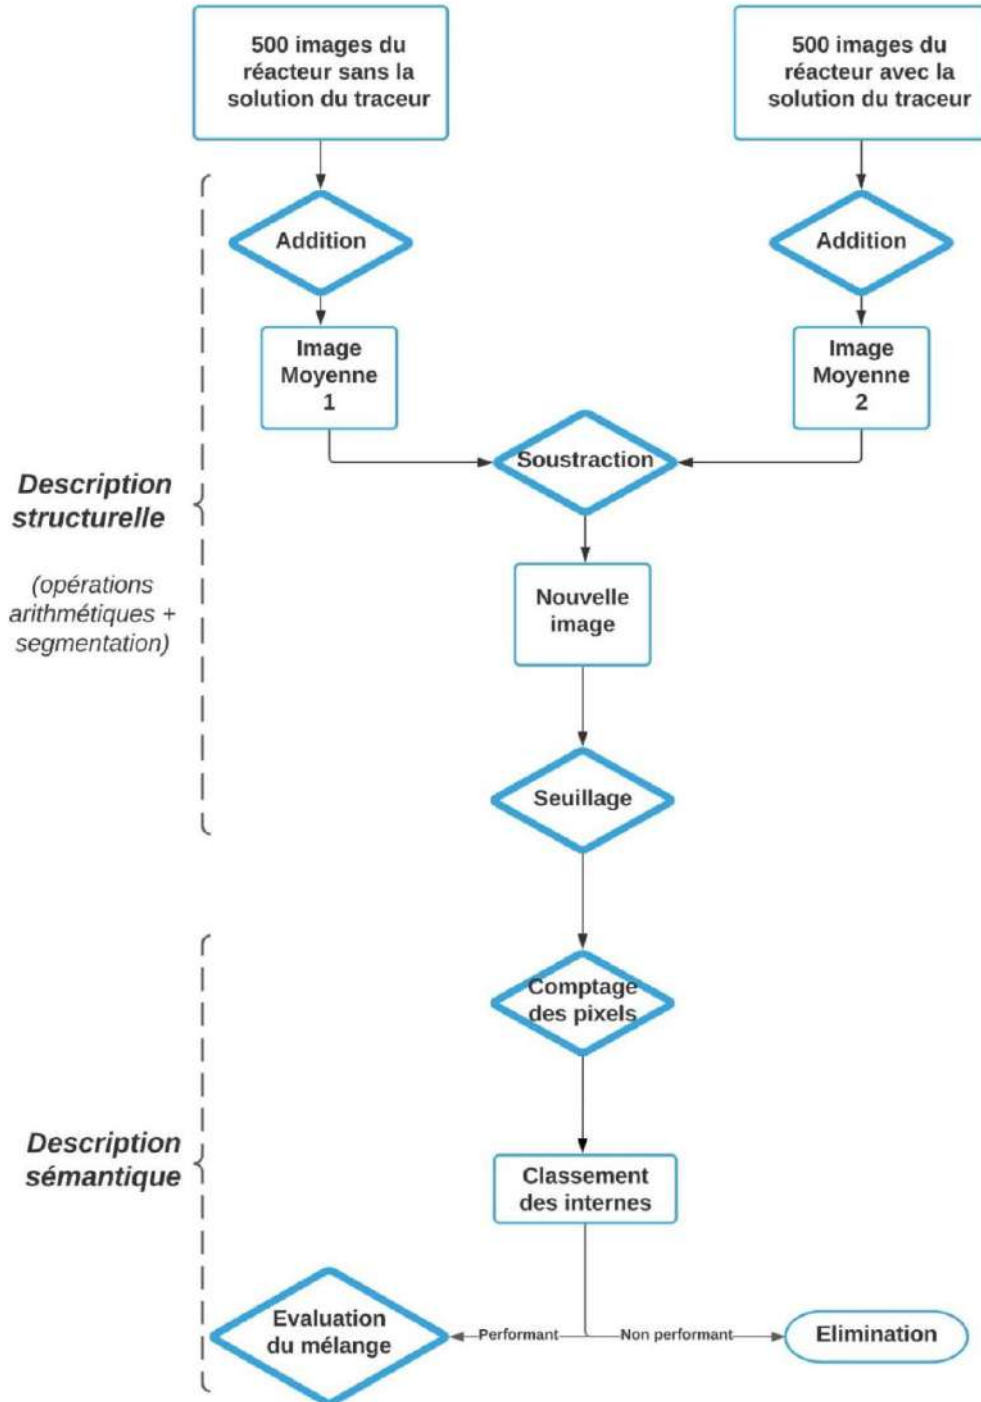 500 images du
réacteur sans la
solution du traceur
500 images du
réacteur avec la
solution du traceur
Addition
Addition
Image
Moyenne
1
Image
Moyenne
2
Soustraction
Description
structurelle
(opérations
arithmétiques +
segmentation)
Nouvelle
image
Seuillage
Comptage
des pixels
Description
sémantique
Classement
des internes
Evaluation
du mélange
Performant
Non performant
Elimination